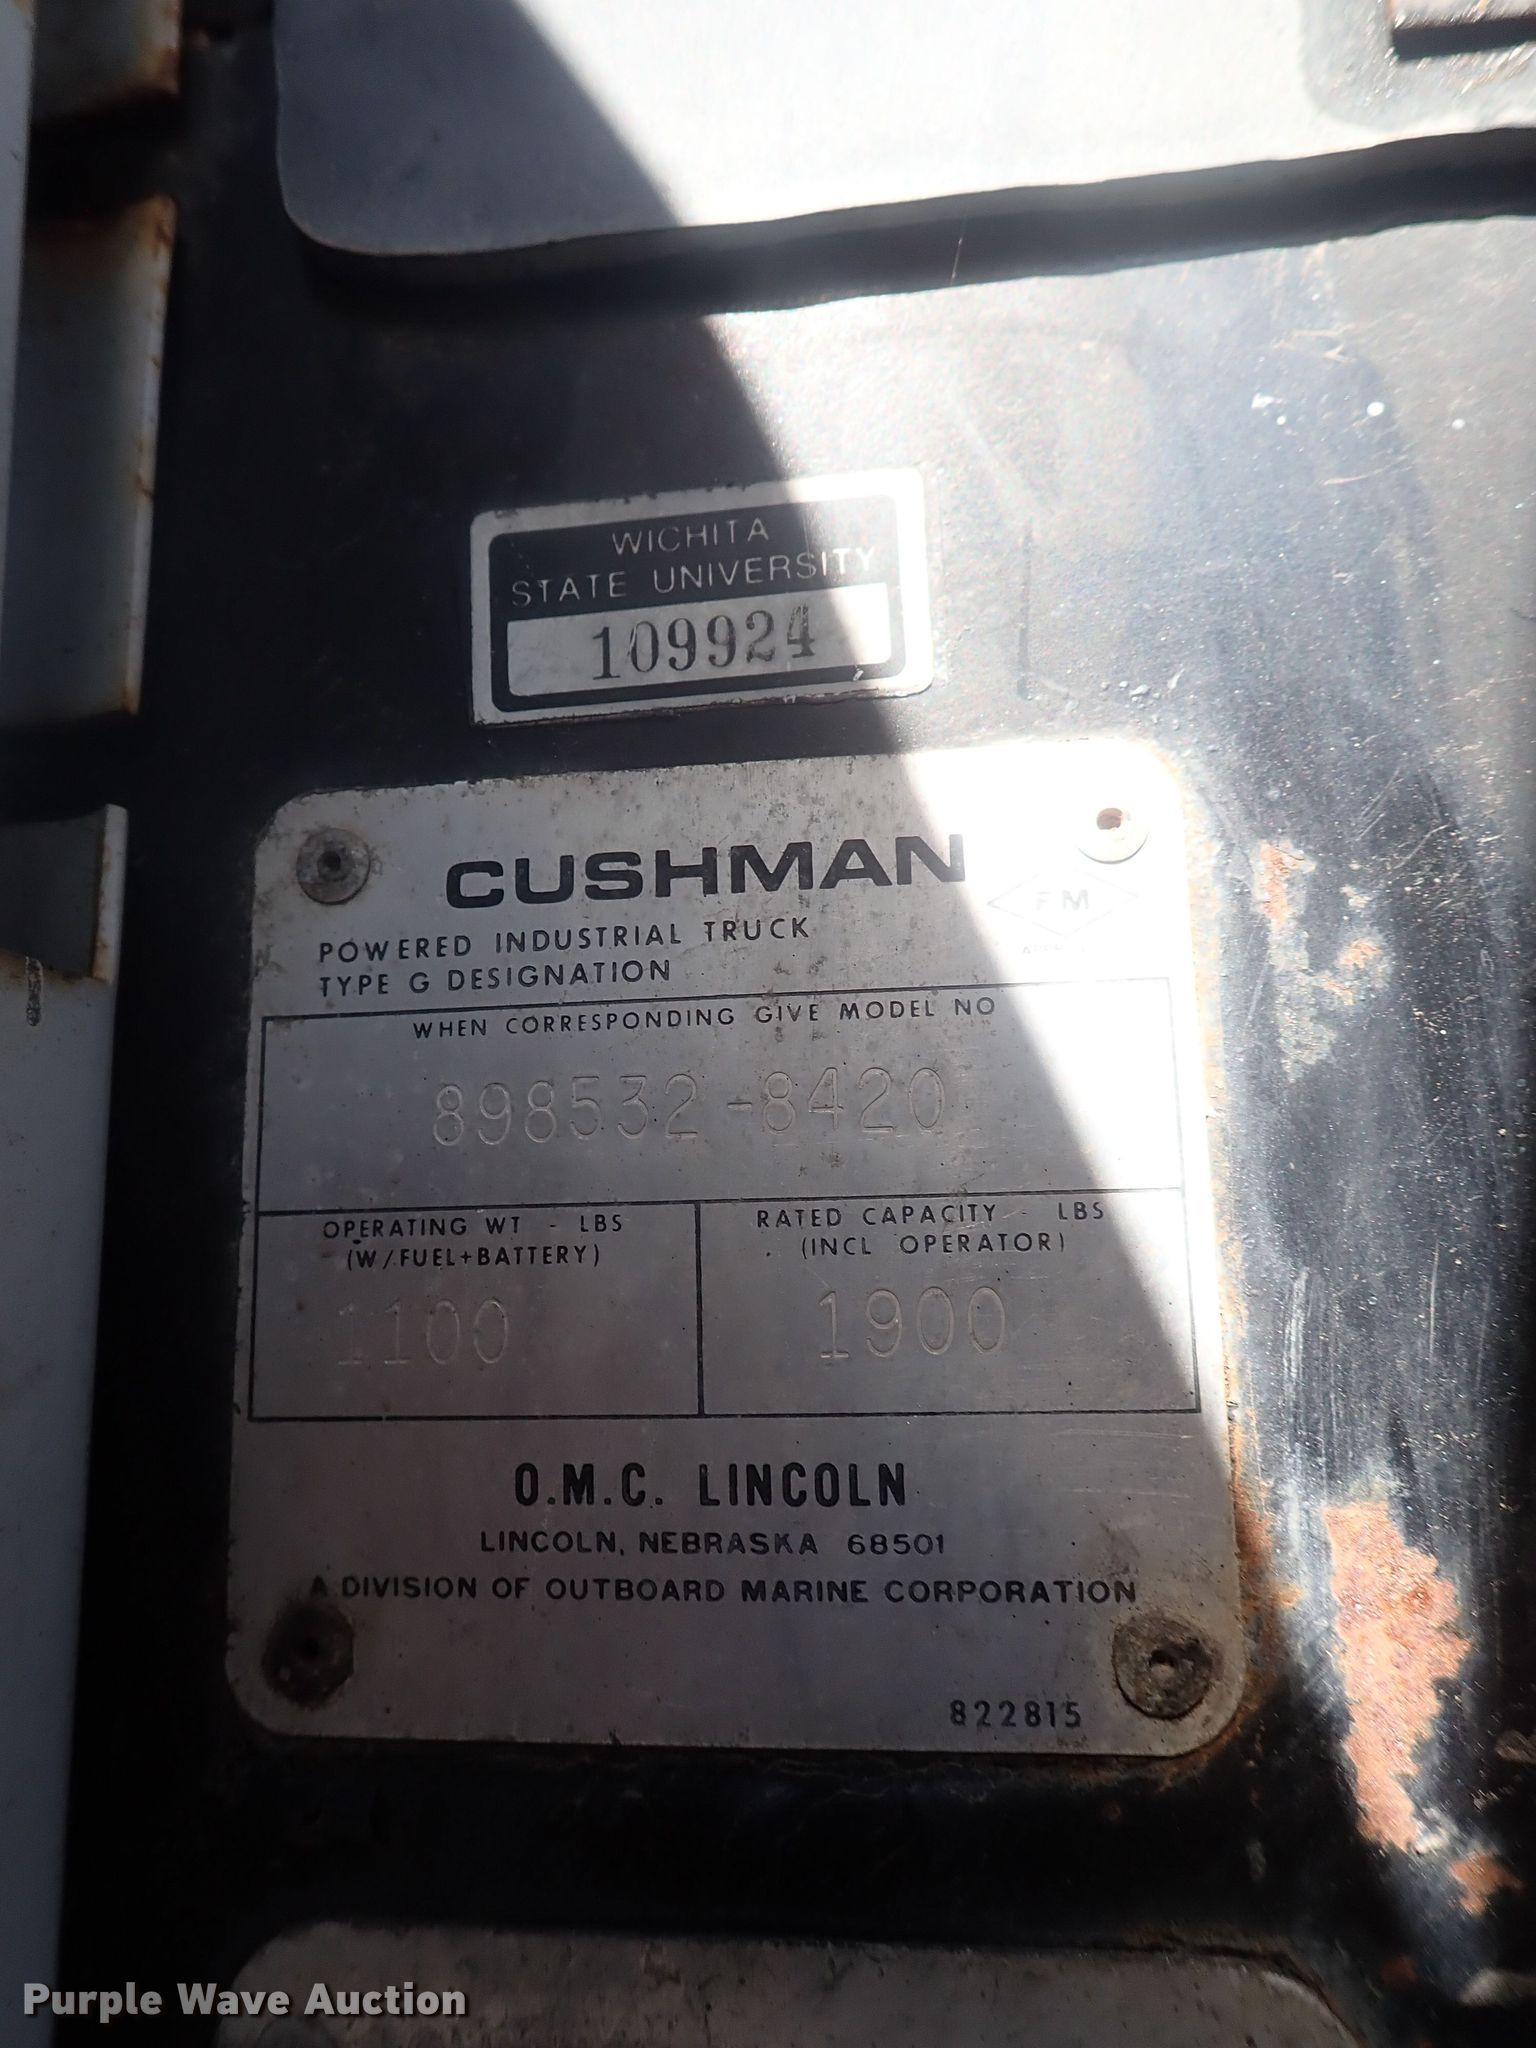 WICHITA
STATE UNIVERSITY
109924
CUSHMAN
FM
POWERED INDUSTRIAL TRUCK
TYPE G DESIGNATION
WHEN CORRESPONDING GIVE MODEL NO
898532-8420
OPERATING WT - LBS
(W/FUEL+BATTERY)
1100
RATED CAPACITY - LBS
(INCL OPERATOR)
1900
O.M.C. LINCOLN
LINCOLN, NEBRASKA 68501
A DIVISION OF OUTBOARD MARINE CORPORATION
822815
Purple Wave Auction